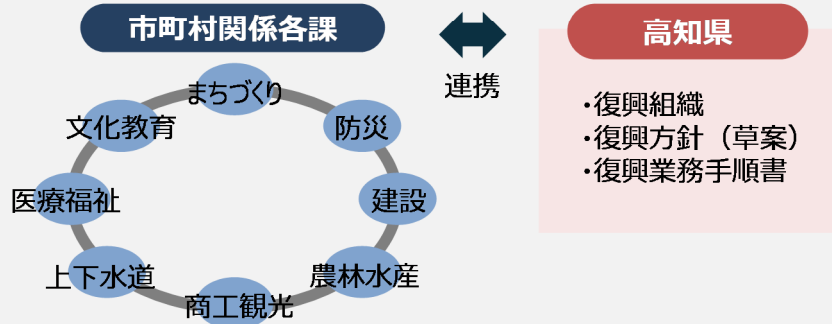 市町村関係各課
高知県
連携
まちづくり
文化教育
防災
医療福祉
建設
上下水道
農林水産
商工観光
・復興組織
・復興方針（草案）
・復興業務手順書